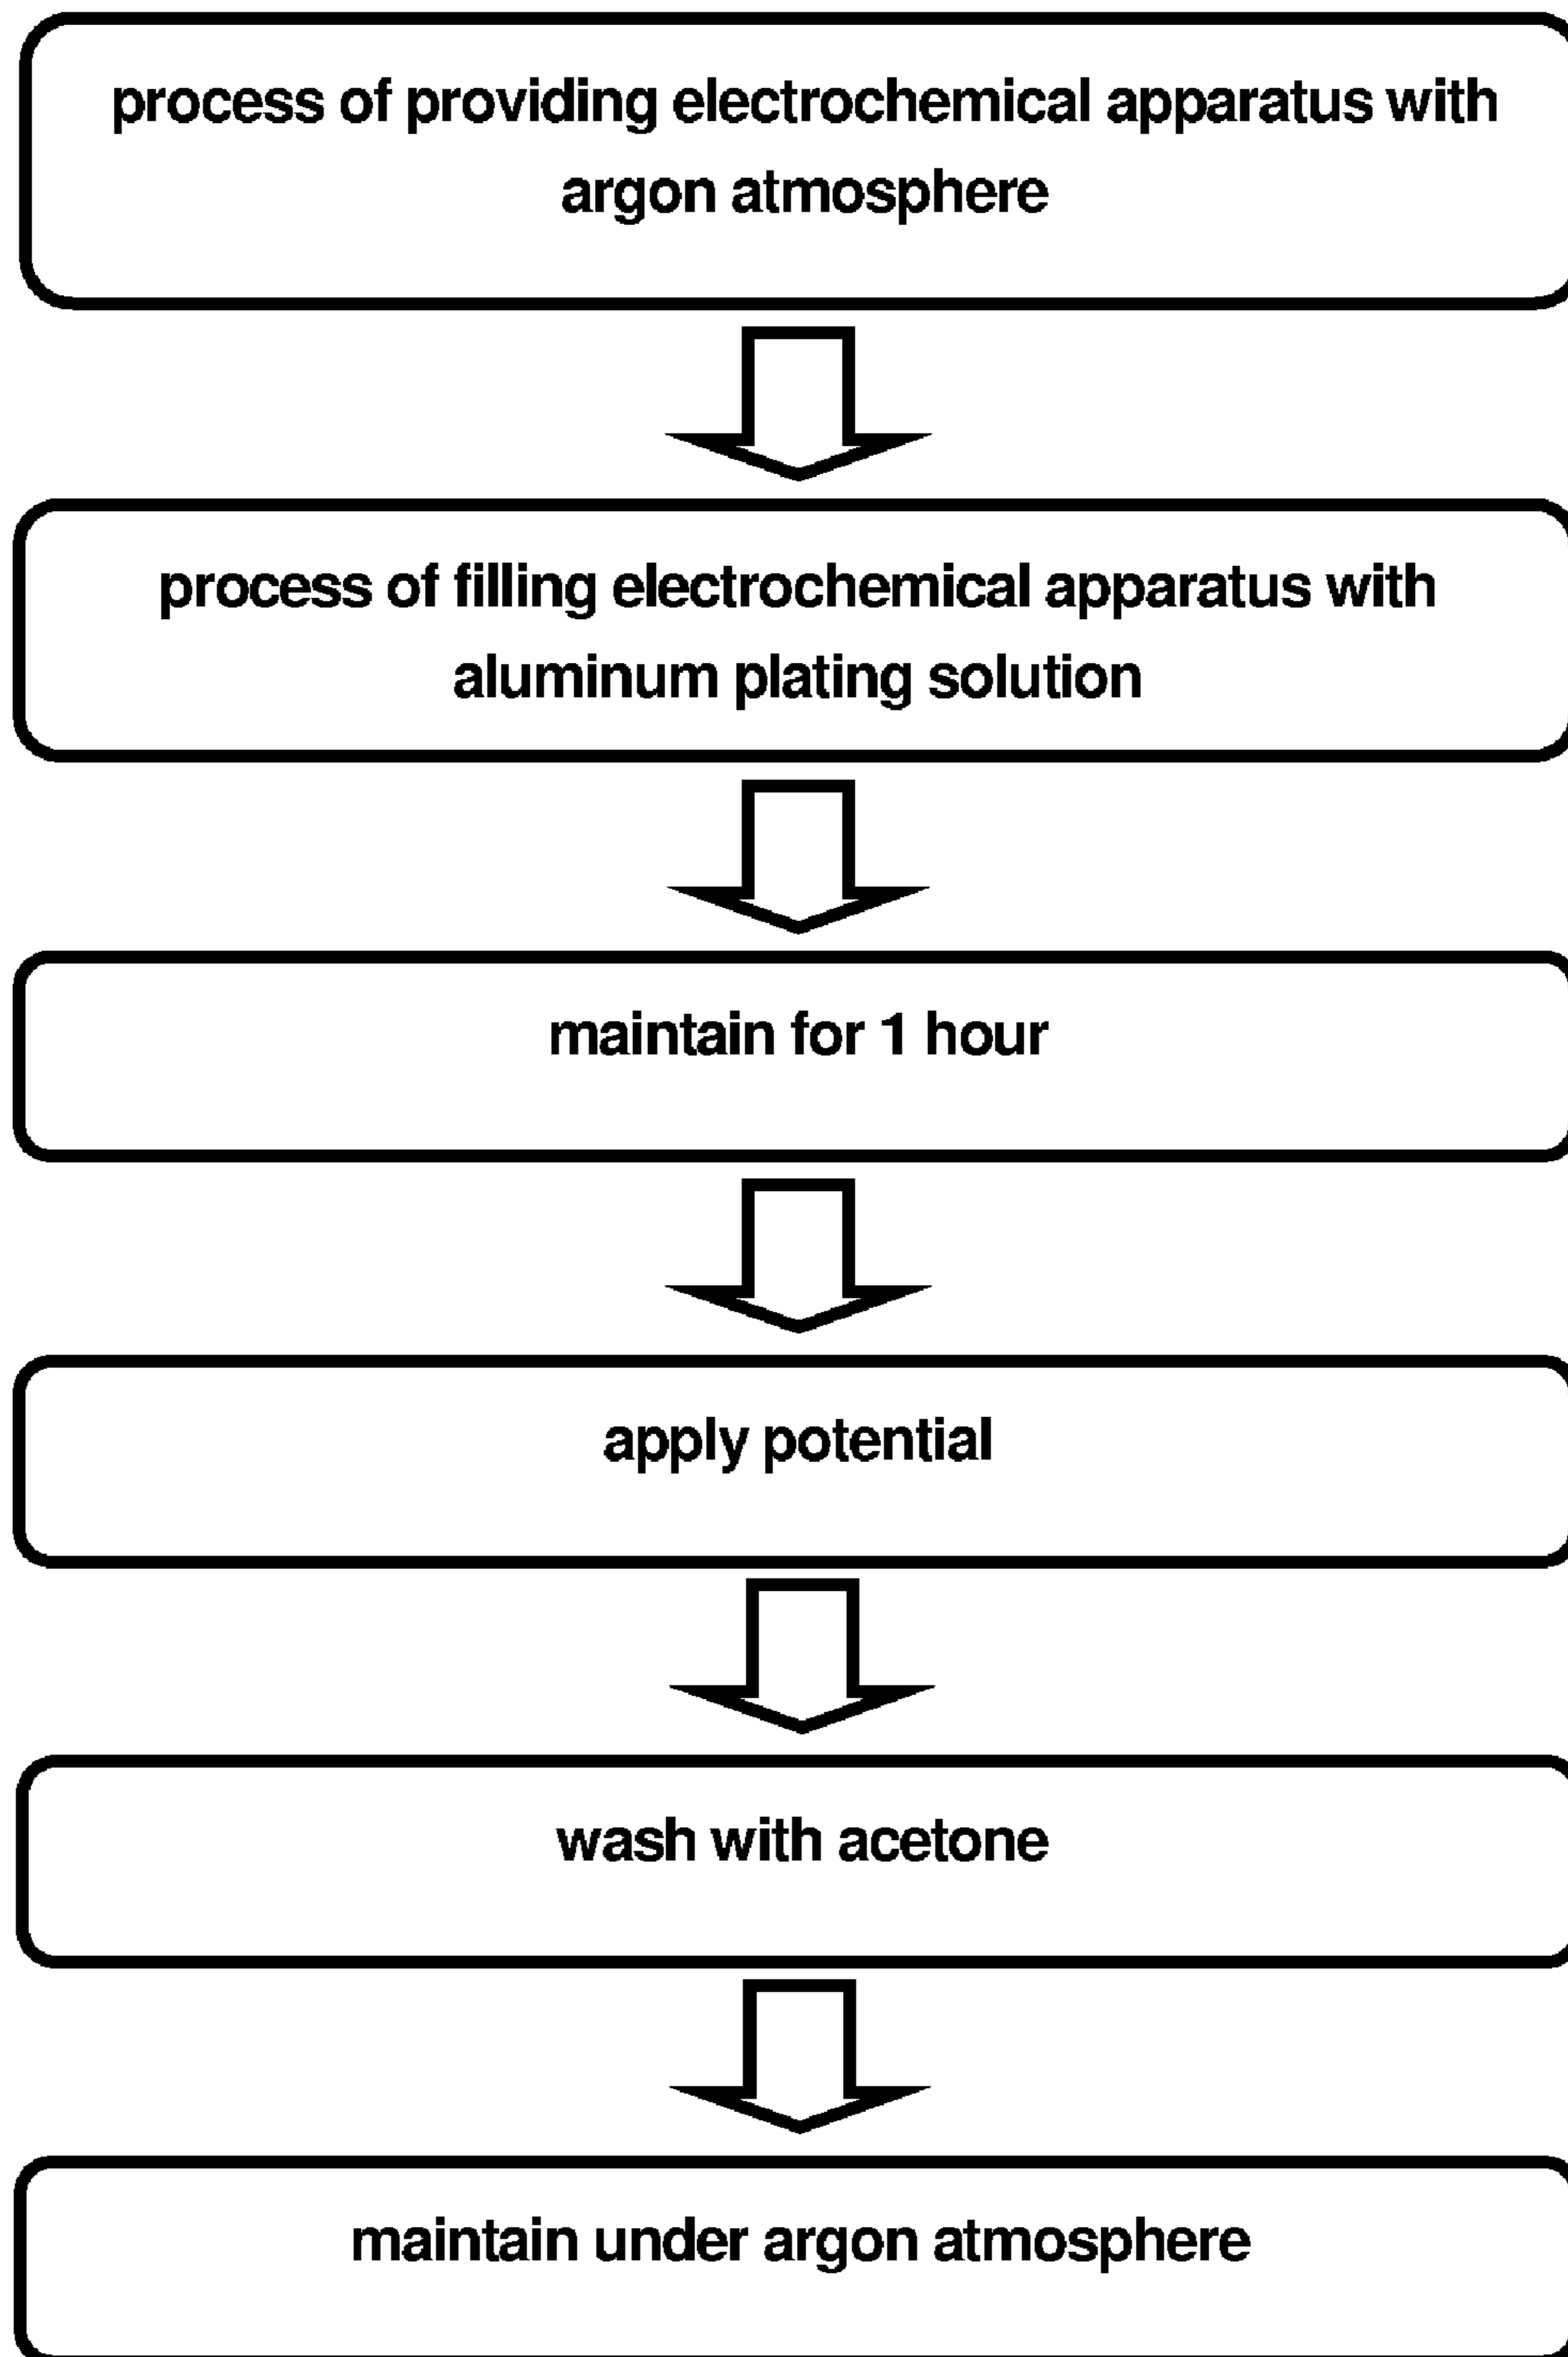 process of providing electrochemical apparatus with
argon atmosphere
process of filling electrochemical apparatus with
aluminum plating solution
maintain for 1 hour
apply potential
wash with acetone
maintain under argon atmosphere